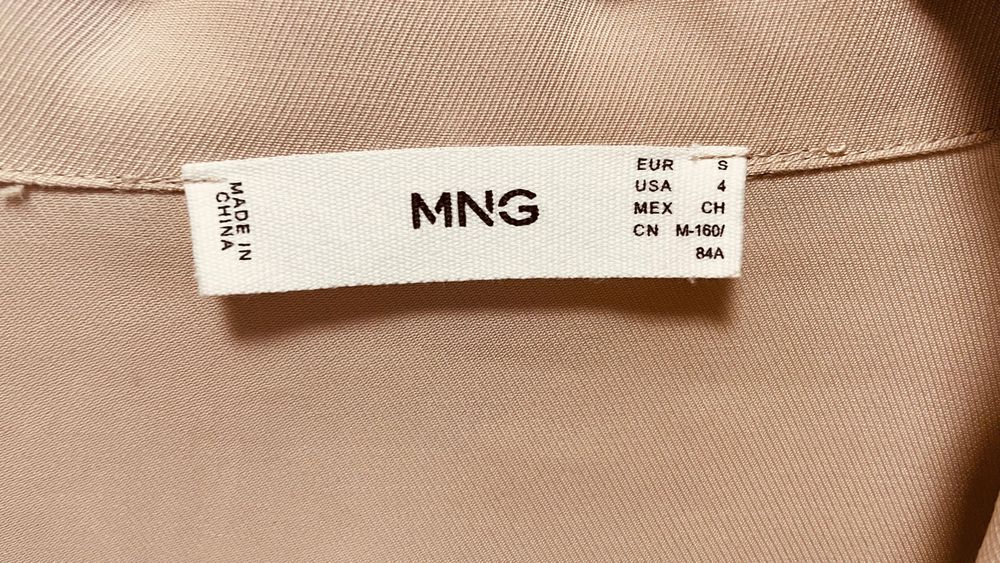 MADE IN
CHINA
MNG
EUR S
USA 4
MEX CH
CN M-160/
84A